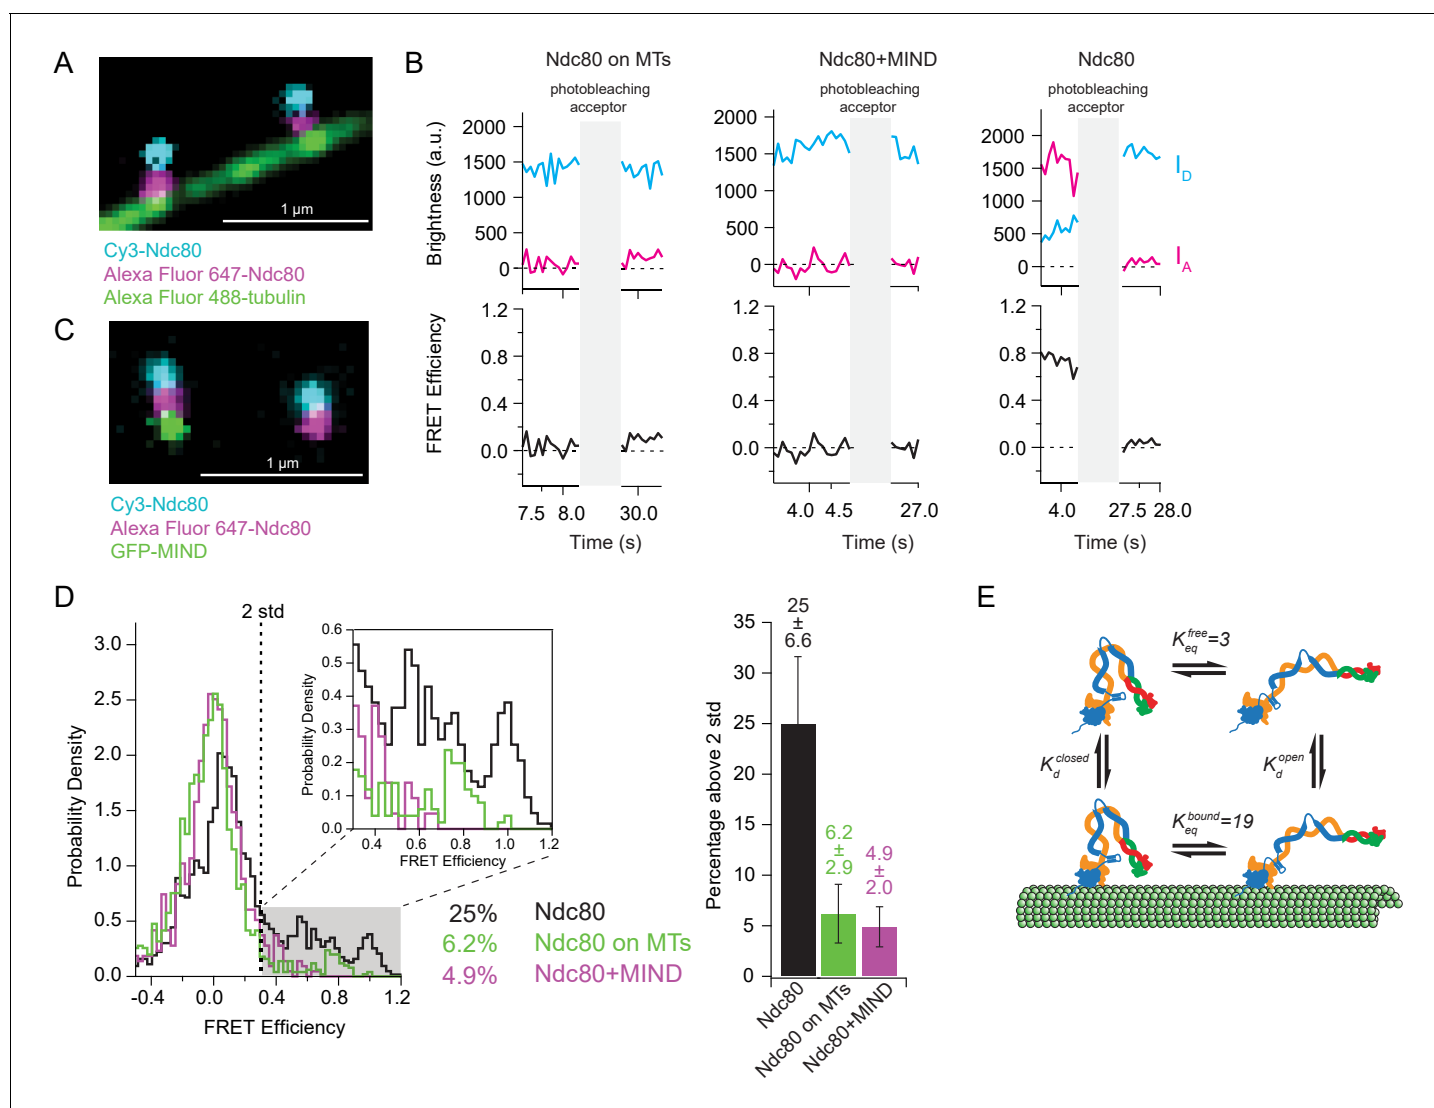 A
1 µm
Cy3-Ndc80
Alexa Fluor 647-Ndc80
Alexa Fluor 488-tubulin
B
Ndc80 on MTs
Ndc80+MIND
Ndc80
photobleaching
acceptor
photobleaching
acceptor
photobleaching
acceptor
Brightness (a.u.)
2000
1500
1000
500
0
2000
1500
1000
500
0
2000
1500
1000
500
0
I_D
I_A
FRET Efficiency
1.2
0.8
0.4
0.0
1.2
0.8
0.4
0.0
1.2
0.8
0.4
0.0
7.5 8.0 30.0
4.0 4.5 27.0
4.0 27.5 28.0
Time (s)
Time (s)
Time (s)
C
1 µm
Cy3-Ndc80
Alexa Fluor 647-Ndc80
GFP-MIND
D
2 std
Probability Density
3.0
2.5
2.0
1.5
1.0
0.5
0.0
-0.4 0.0 0.4 0.8 1.2
FRET Efficiency
Probability Density
0.6
0.5
0.4
0.3
0.2
0.1
0.0
0.4 0.6 0.8 1.0 1.2
FRET Efficiency
25% Ndc80
6.2% Ndc80 on MTs
4.9% Ndc80+MIND
Percentage above 2 std
35
30
25
20
15
10
5
0
25
±
6.6
6.2
±
2.9
4.9
±
2.0
Ndc80
Ndc80 on MTs
Ndc80+MIND
E
K_eq^free=3
K_d^closed
K_d^open
K_eq^bound=19